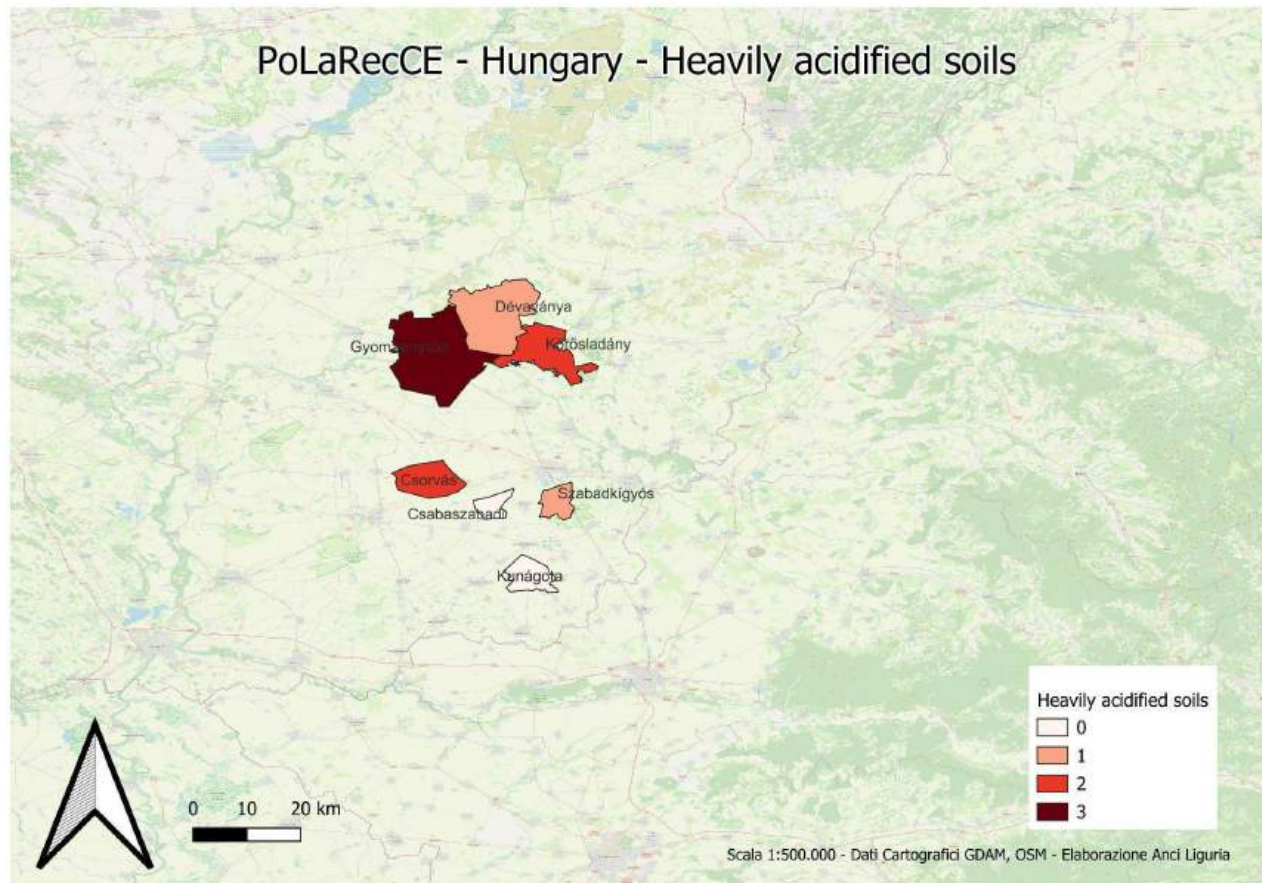 PoLaRecCE - Hungary - Heavily acidified soils
Dévaványa
Körösladány
Csorvás
Szabadkígyós
Csabaszabadi
Kunágota
Heavily acidified soils
0
1
2
3
0 10 20 km
Scala 1:500.000 - Dati Cartografici GDAM, OSM - Elaborazione Anci Liguria